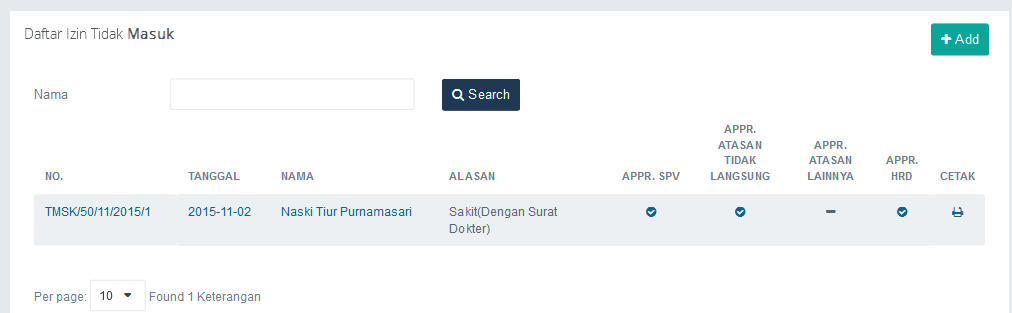 Daftar Izin Tidak Masuk
Add
Nama
Search
NO. TANGGAL NAMA ALASAN APPR. SPV APPR. ATASAN TIDAK LANGSUNG APPR. ATASAN LAINNYA APPR. HRD CETAK
TMSK/50/11/2015/1 2015-11-02 Naski Tiur Purnamasari Sakit(Dengan Surat
Dokter)
Per page: 10 Found 1 Keterangan